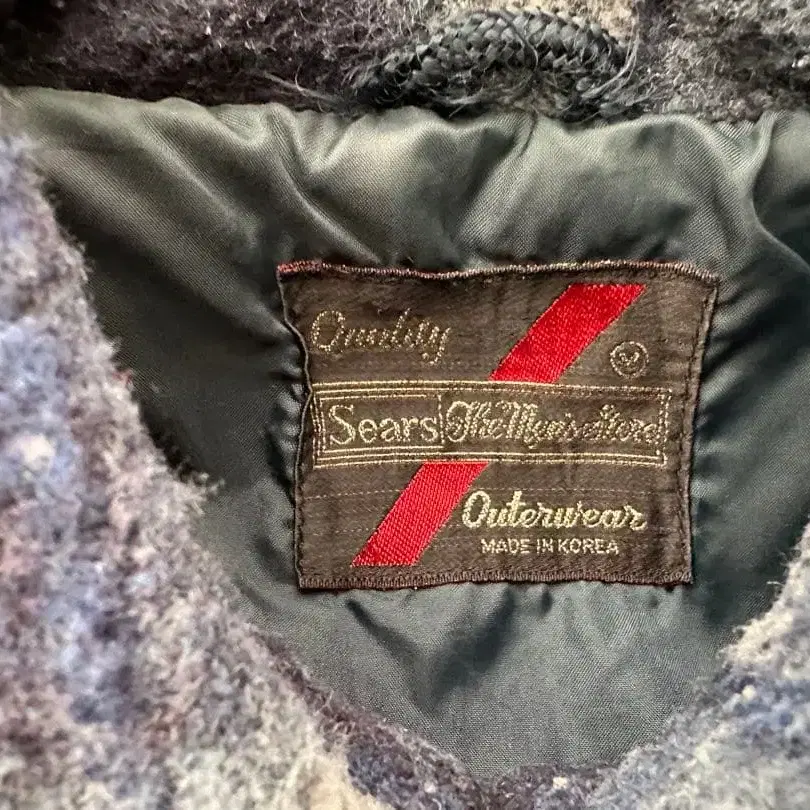 Quality
Sears The Men's Store
Outerwear
MADE IN KOREA